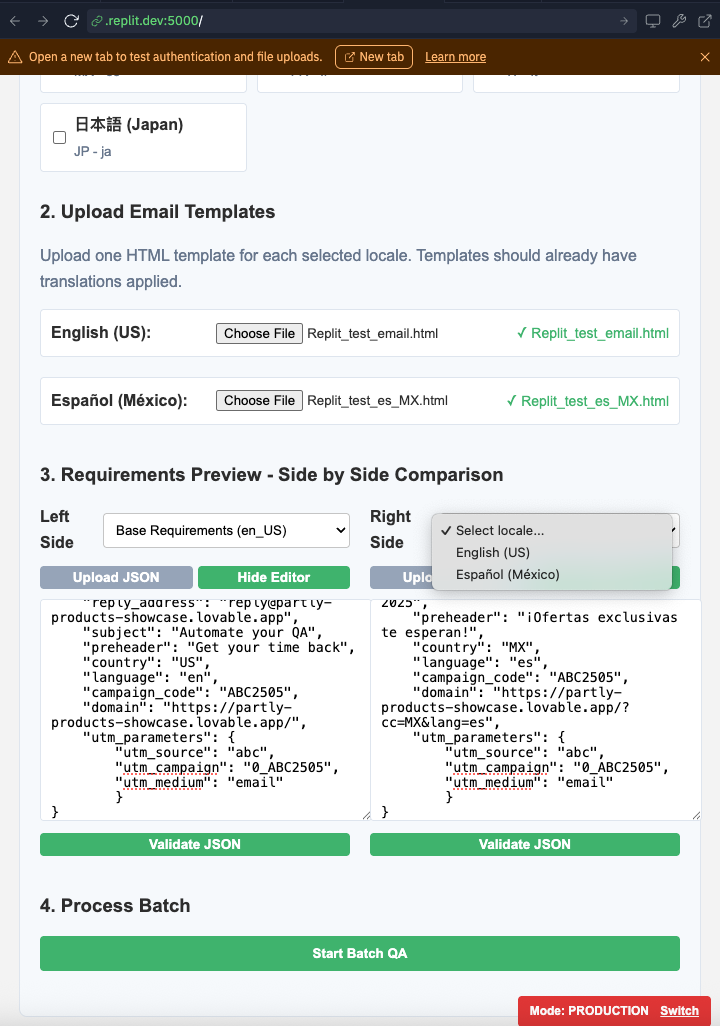 .replit.dev:5000/
Open a new tab to test authentication and file uploads.
New tab
Learn more
日本語 (Japan)
JP - ja
2. Upload Email Templates
Upload one HTML template for each selected locale. Templates should already have
translations applied.
English (US):
Choose File Replit_test_email.html
✓ Replit_test_email.html
Español (México):
Choose File Replit_test_es_MX.html
✓ Replit_test_es_MX.html
3. Requirements Preview - Side by Side Comparison
Left
Side
Base Requirements (en_US)
Right
Side
✓ Select locale...
English (US)
Español (México)
Upload JSON
Hide Editor
Uplo
"reply_address": "reply@partly-
products-showcase.lovable.app",
    "subject": "Automate your QA",
    "preheader": "Get your time back",
    "country": "US",
    "language": "en",
    "campaign_code": "ABC2505",
    "domain": "https://partly-
products-showcase.lovable.app/",
    "utm_parameters": {
        "utm_source": "abc",
        "utm_campaign": "0_ABC2505",
        "utm_medium": "email"
        }
}
2025",
    "preheader": "¡Ofertas exclusivas
te esperan!",
    "country": "MX",
    "language": "es",
    "campaign_code": "ABC2505",
    "domain": "https://partly-
products-showcase.lovable.app/?
cc=MX&lang=es",
    "utm_parameters": {
        "utm_source": "abc",
        "utm_campaign": "0_ABC2505",
        "utm_medium": "email"
        }
}
Validate JSON
Validate JSON
4. Process Batch
Start Batch QA
Mode: PRODUCTION Switch